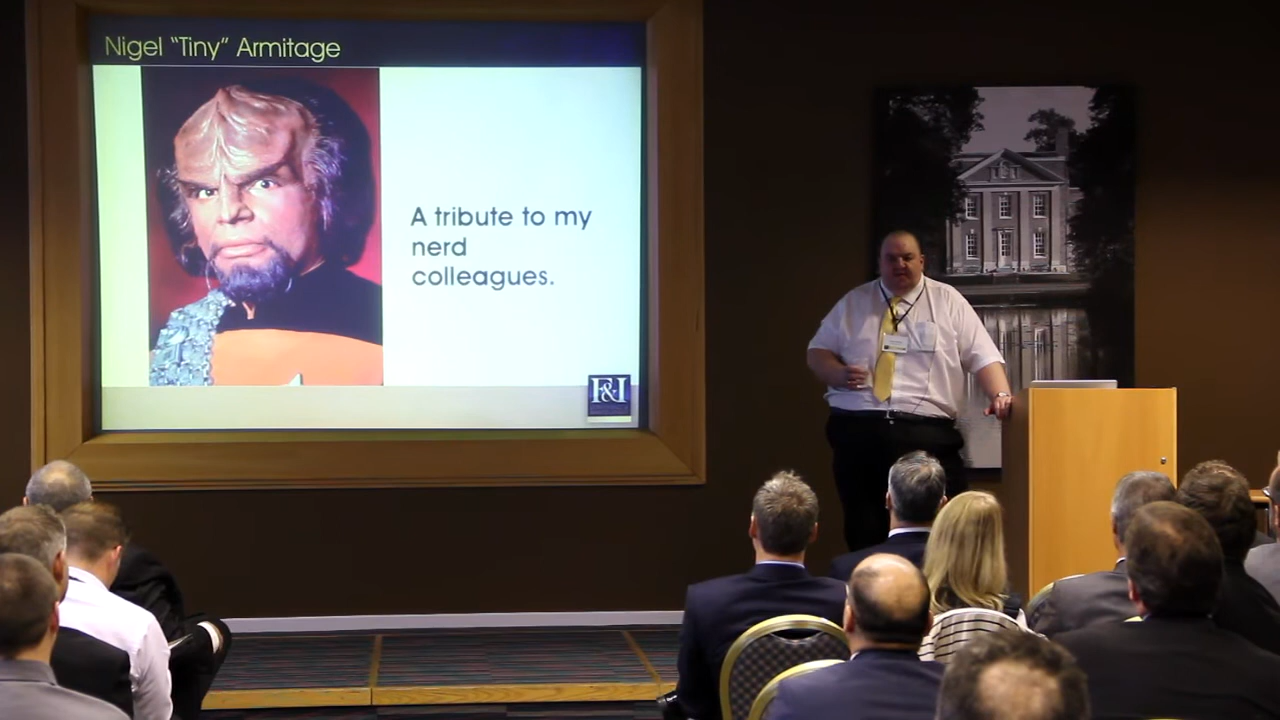 Nigel “Tiny” Armitage
A tribute to my
nerd
colleagues.
F&I